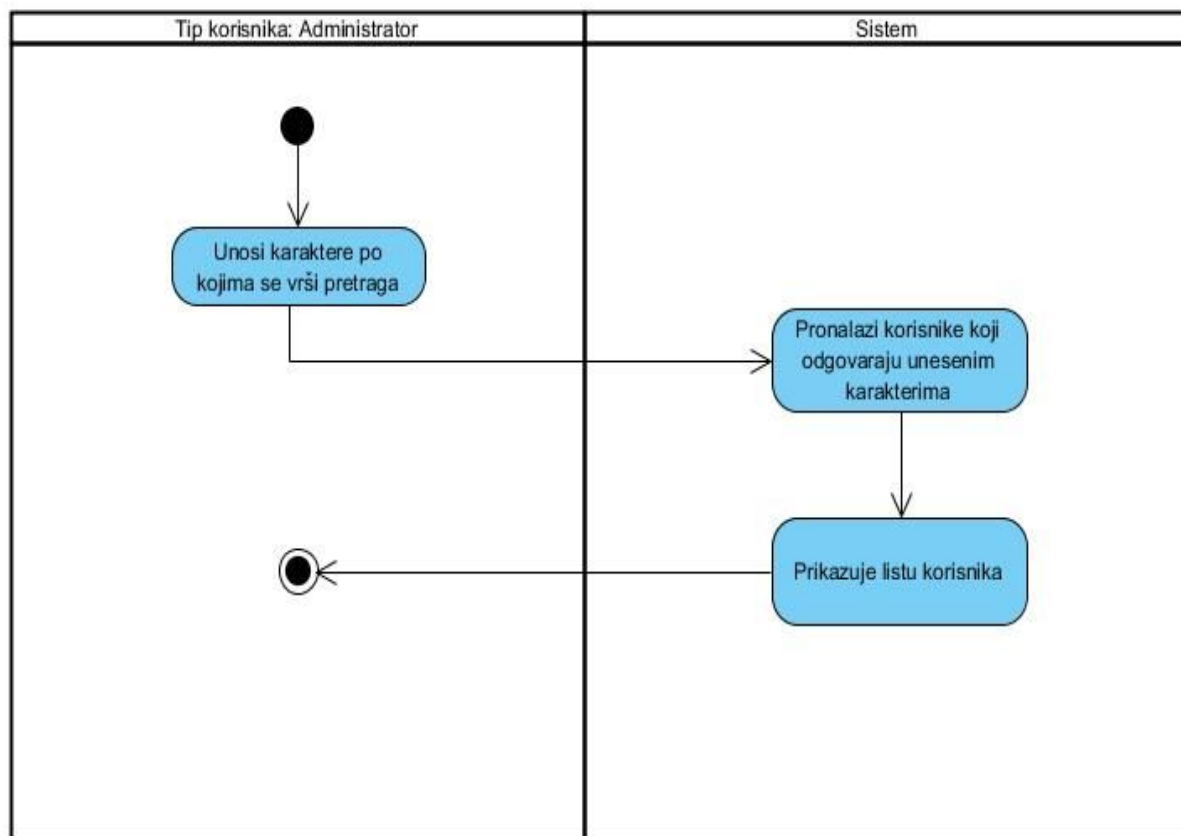 Tip korisnika: Administrator
Sistem
Unosi karaktere po
kojima se vrši pretraga
Pronalazi korisnike koji
odgovaraju unesenim
karakterima
Prikazuje listu korisnika